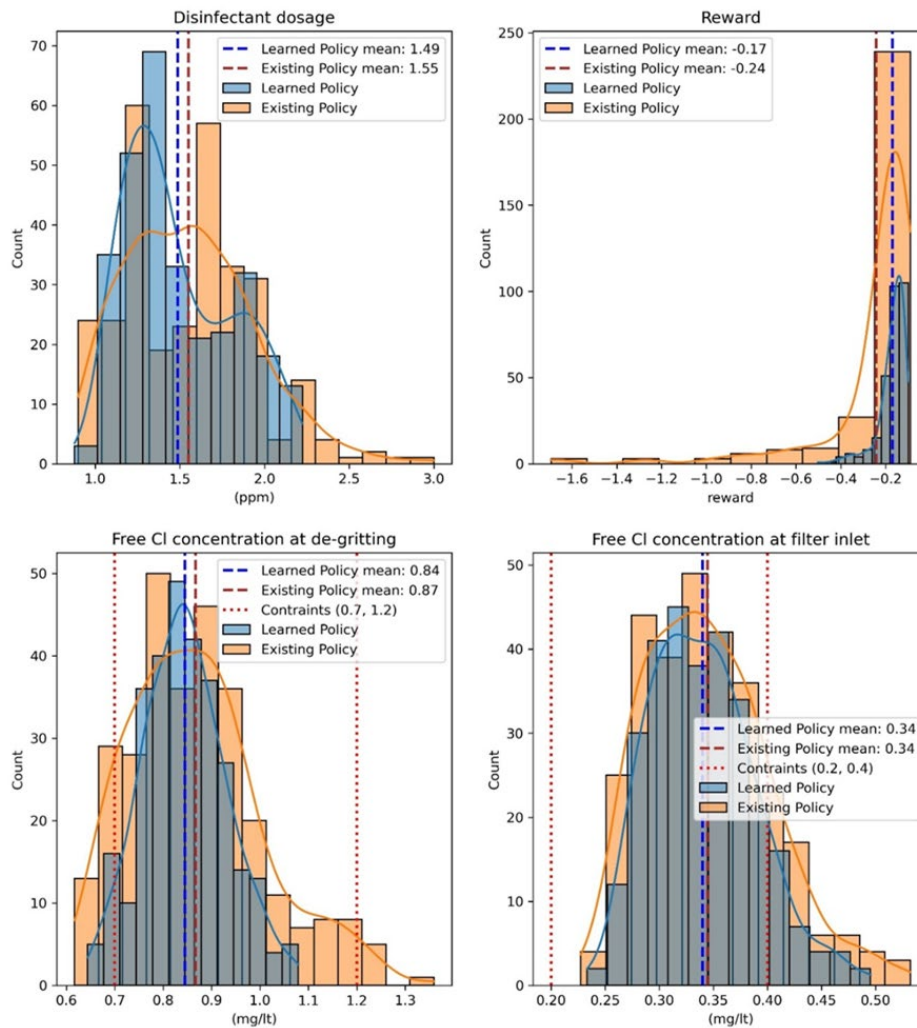 Disinfectant dosage
Learned Policy mean: 1.49
Existing Policy mean: 1.55
Learned Policy
Existing Policy
Count
70
60
50
40
30
20
10
0
1.0 1.5 2.0 2.5 3.0
(ppm)
Reward
Learned Policy mean: -0.17
Existing Policy mean: -0.24
Learned Policy
Existing Policy
Count
250
200
150
100
50
0
−1.6 −1.4 −1.2 −1.0 −0.8 −0.6 −0.4 −0.2
reward
Free Cl concentration at de-gritting
Learned Policy mean: 0.84
Existing Policy mean: 0.87
Contraints (0.7, 1.2)
Learned Policy
Existing Policy
Count
50
40
30
20
10
0
0.6 0.7 0.8 0.9 1.0 1.1 1.2 1.3
(mg/lt)
Free Cl concentration at filter inlet
Learned Policy mean: 0.34
Existing Policy mean: 0.34
Contraints (0.2, 0.4)
Learned Policy
Existing Policy
Count
50
40
30
20
10
0
0.20 0.25 0.30 0.35 0.40 0.45 0.50
(mg/lt)